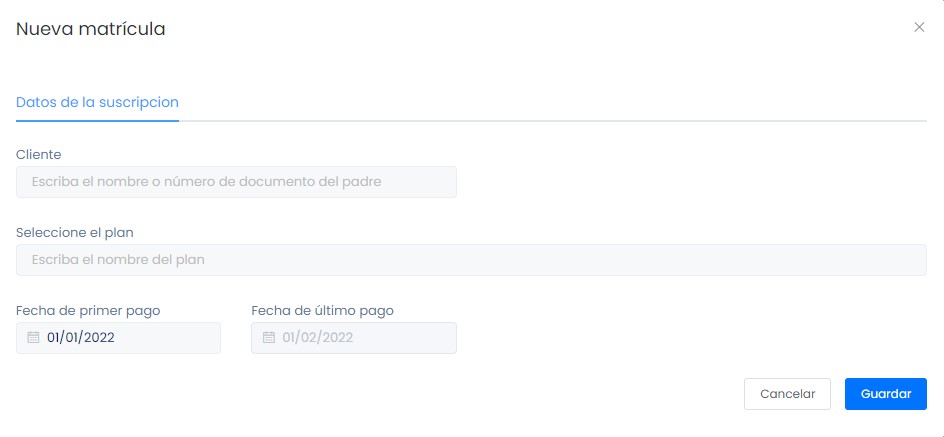 Nueva matrícula
Datos de la suscripcion
Cliente
Escriba el nombre o número de documento del padre
Seleccione el plan
Escriba el nombre del plan
Fecha de primer pago
Fecha de último pago
01/01/2022
01/02/2022
Cancelar
Guardar